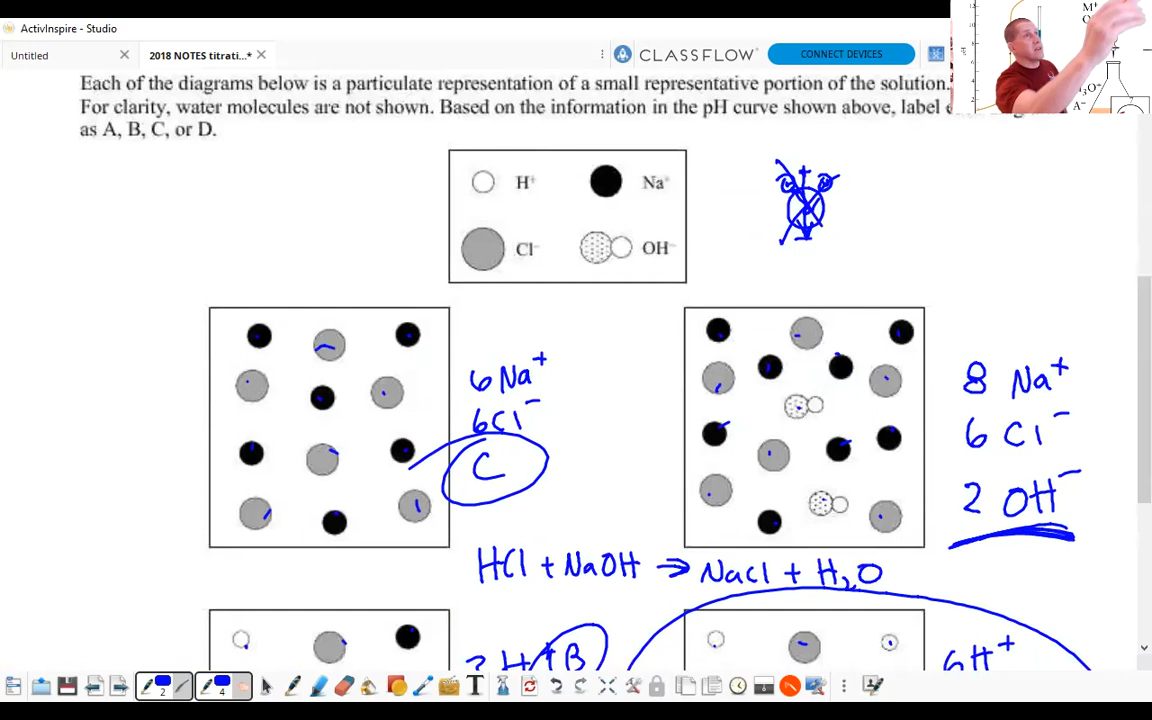 ActivInspire - Studio
Untitled
2018 NOTES titrati...*
CLASSFLOW
CONNECT DEVICES
Each of the diagrams below is a particulate representation of a small representative portion of the solution.
For clarity, water molecules are not shown. Based on the information in the pH curve shown above, label
as A, B, C, or D.
H⁺ Na⁺
Cl⁻ OH⁻
6 Na⁺
6 Cl⁻
C
8 Na⁺
6 Cl⁻
2 OH⁻
HCl + NaOH → NaCl + H₂O
B
6H⁺
2 4 T